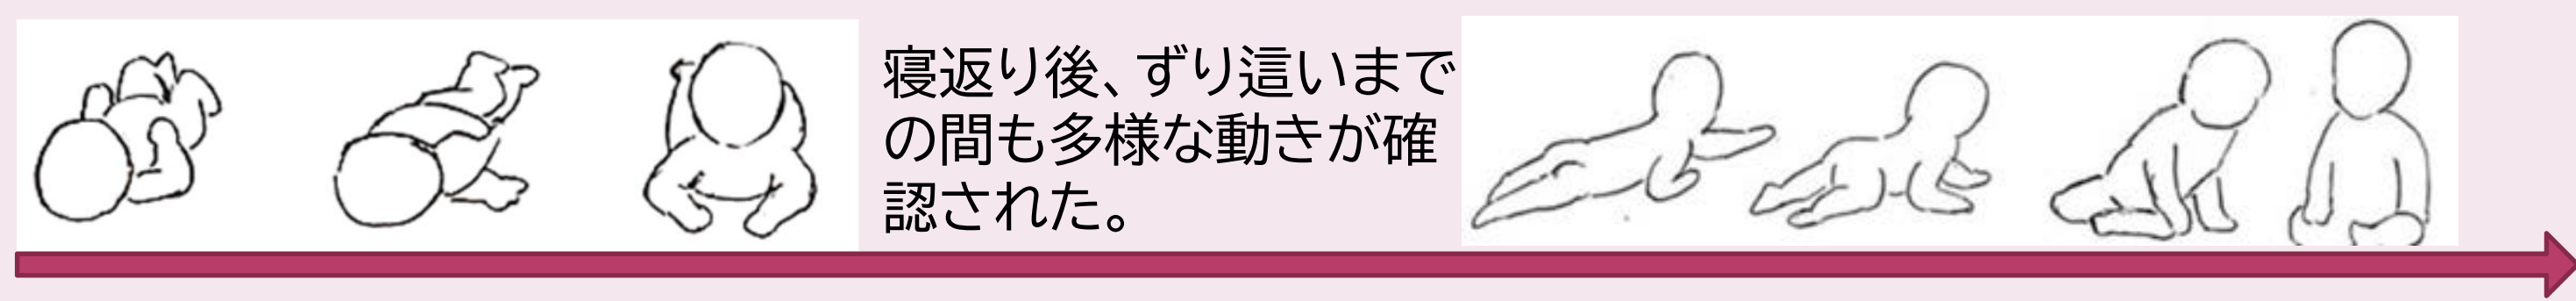 寝返り後、ずり這いまで
の間も多様な動きが確
認された。